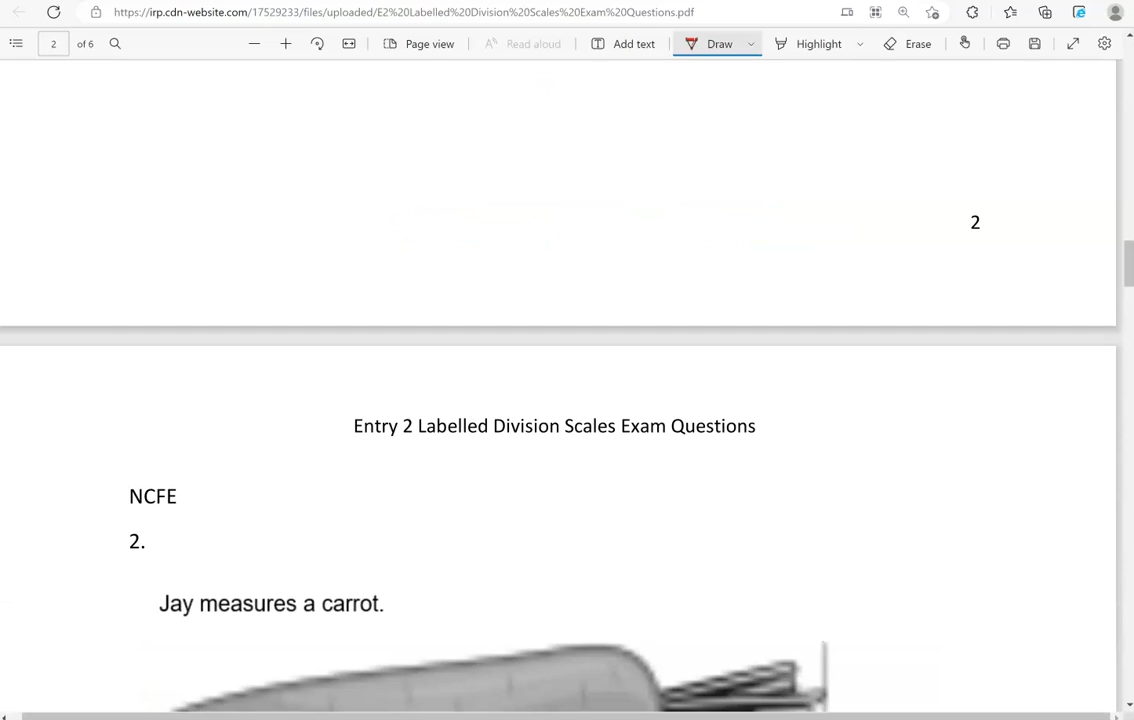 https://irp.cdn-website.com/17529233/files/uploaded/E2%20Labelled%20Division%20Scales%20Exam%20Questions.pdf
2 of 6 Page view Read aloud Add text Draw Highlight Erase
2
Entry 2 Labelled Division Scales Exam Questions
NCFE
2.
Jay measures a carrot.